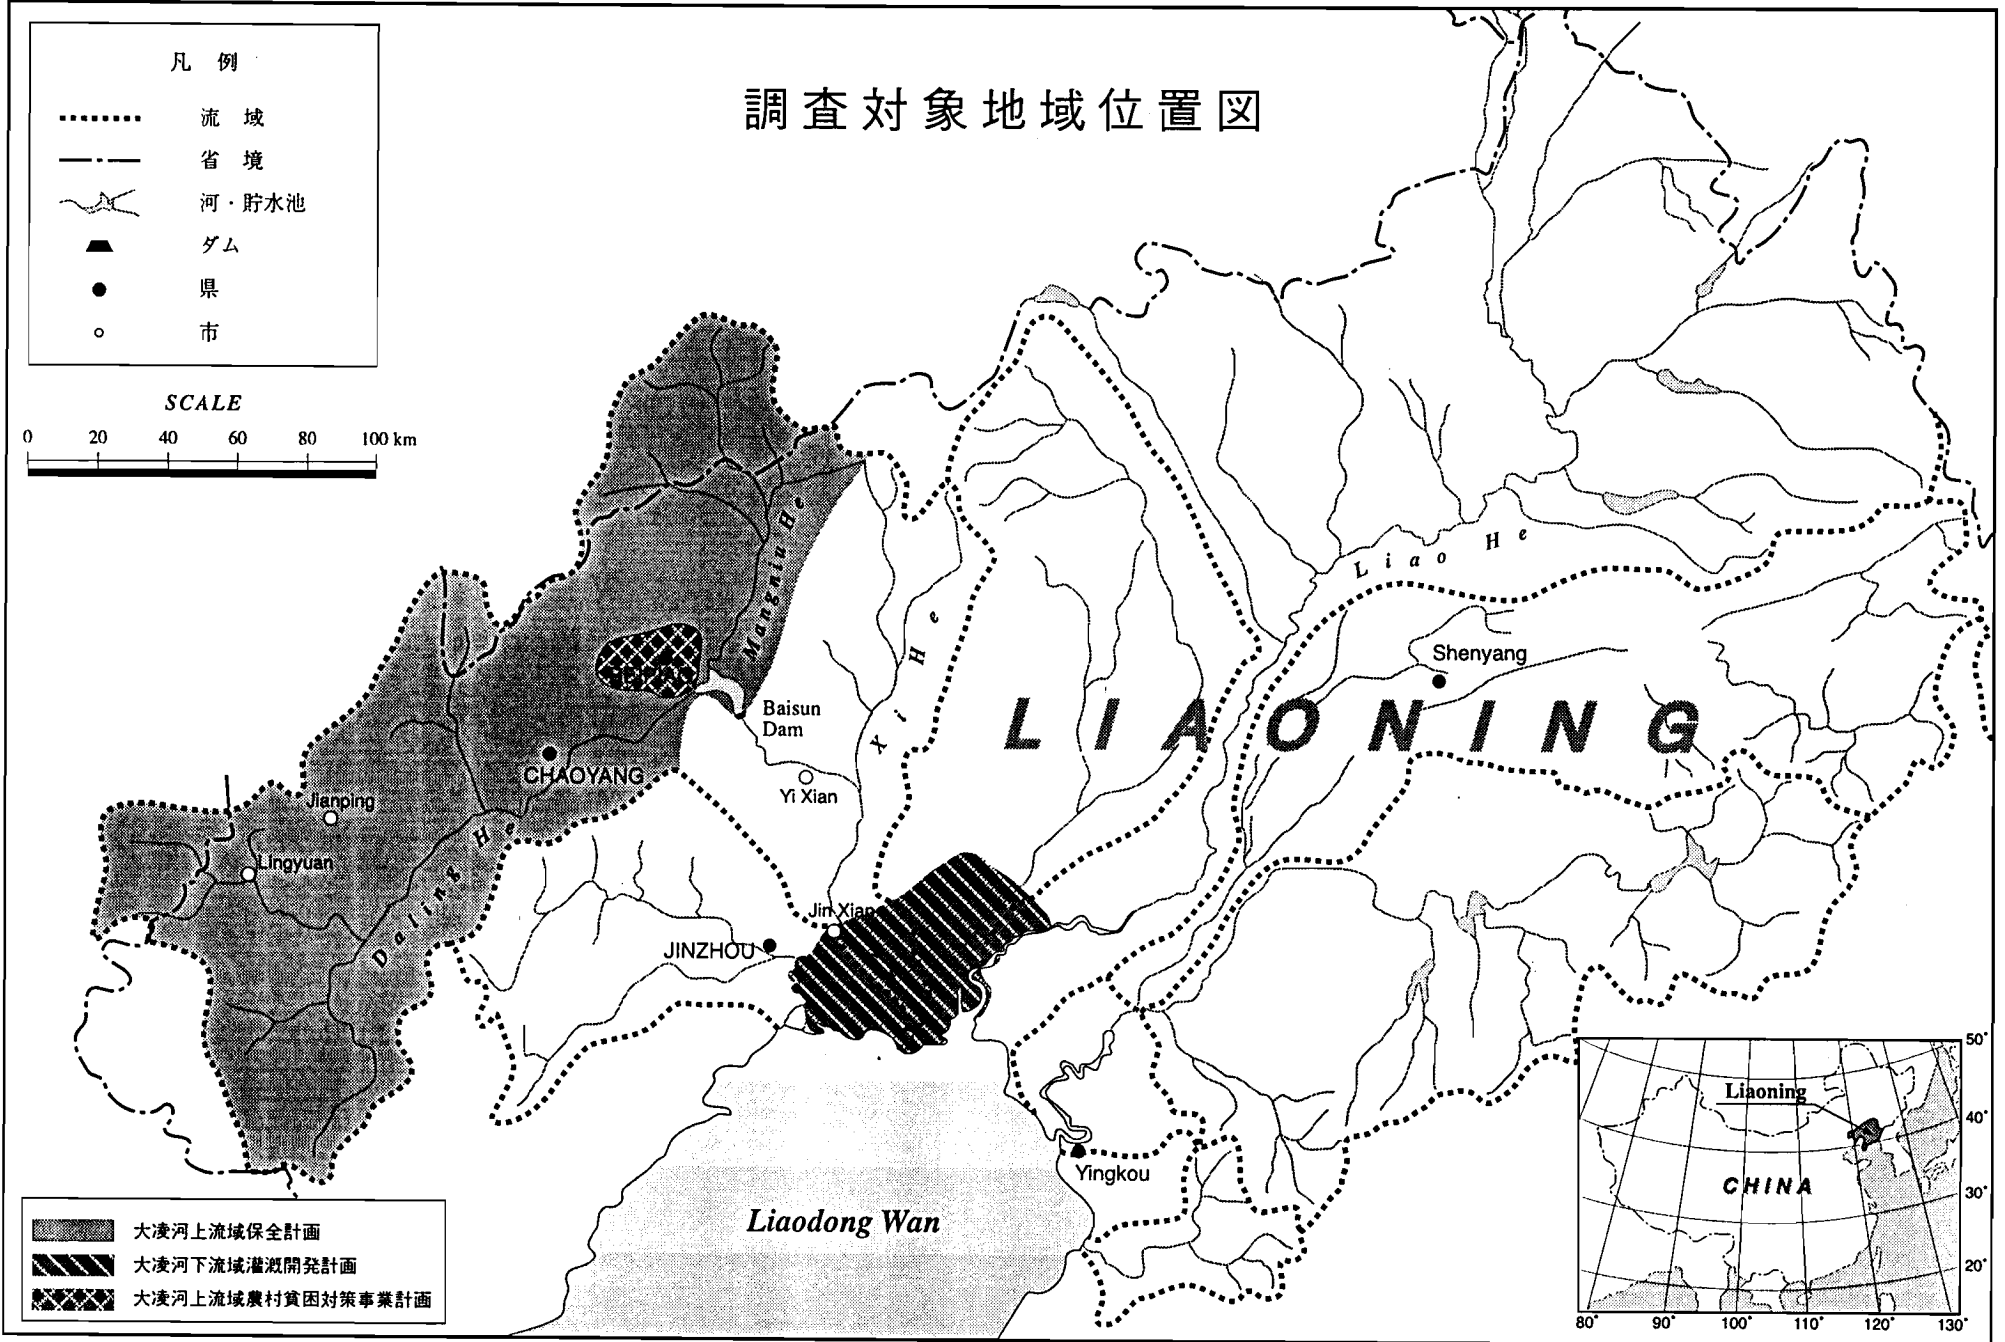 調査対象地域位置図
凡 例
流 域
省 境
河・貯水池
ダム
県
市
SCALE
0 20 40 60 80 100 km
Mangniu He
Xi He
Liao He
Shenyang
LIAONING
Baisun
Dam
CHAOYANG
Yi Xian
Jianping
Lingyuan
Daling He
Jin Xian
JINZHOU
Yingkou
Liaodong Wan
大凌河上流域保全計画
大凌河下流域灌漑開発計画
大凌河上流域農村貧困対策事業計画
Liaoning
CHINA
50°
40°
30°
20°
80° 90° 100° 110° 120° 130°